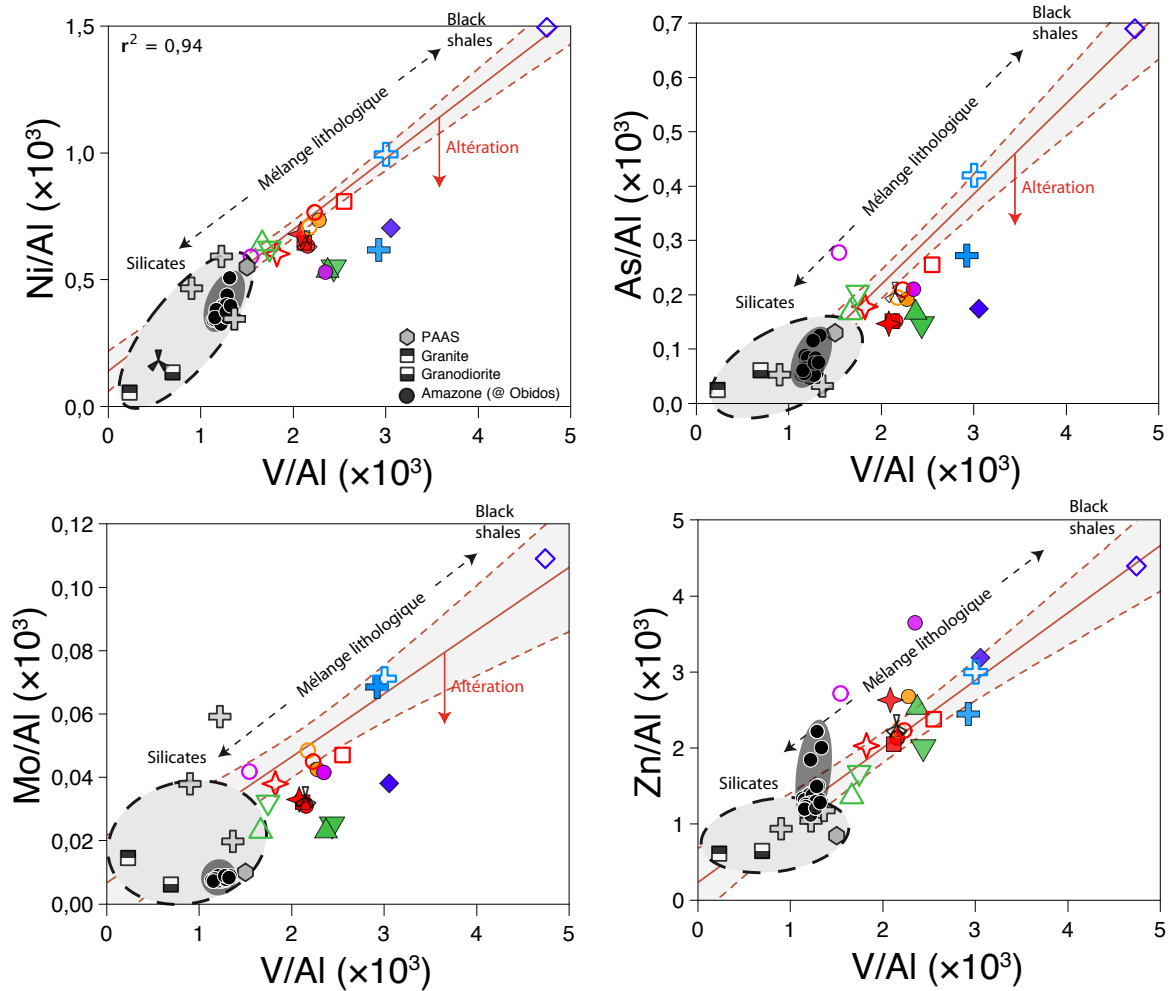 Black
shales
r² = 0,94
Mélange lithologique
Altération
Silicates
PAAS
Granite
Granodiorite
Amazone (@ Obidos)
Ni/Al (×10³)
1,5
1,0
0,5
0,0
0 1 2 3 4 5
V/Al (×10³)
Black
shales
Mélange lithologique
Altération
Silicates
As/Al (×10³)
0,7
0,6
0,7
0,4
0,3
0,2
0,1
0,0
0 1 2 3 4 5
V/Al (×10³)
Black
shales
Mélange lithologique
Altération
Silicates
Mo/Al (×10³)
0,12
0,10
0,08
0,06
0,04
0,02
0,00
0 1 2 3 4 5
V/Al (×10³)
Black
shales
Mélange lithologique
Silicates
Zn/Al (×10³)
5
4
3
2
1
0
0 1 2 3 4 5
V/Al (×10³)